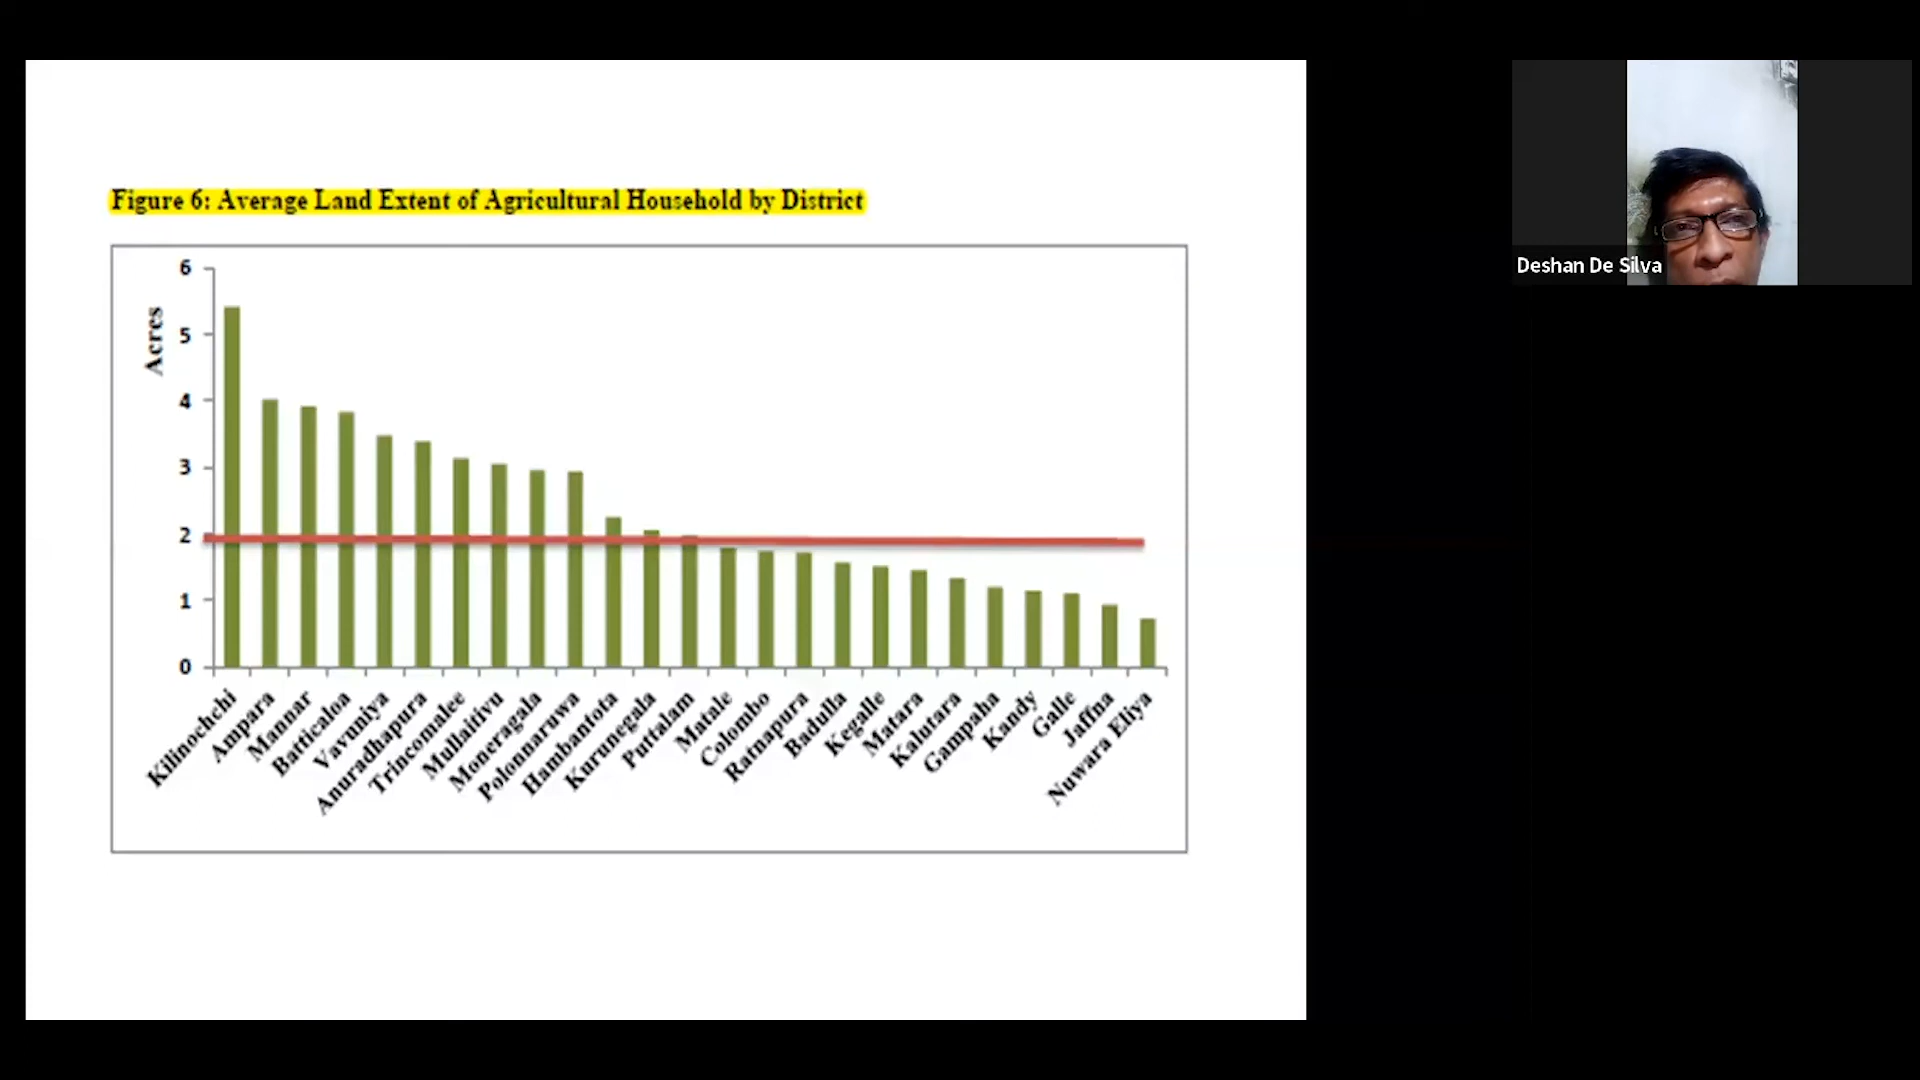 Figure 6: Average Land Extent of Agricultural Household by District
Acres
6
5
4
3
2
1
0
Kilinochchi
Ampara
Mannar
Batticaloa
Vavuniya
Anuradhapura
Trincomalee
Mullaitivu
Moneragala
Polonnaruwa
Hambantota
Kurunegala
Puttalam
Matale
Colombo
Ratnapura
Badulla
Kegalle
Matara
Kalutara
Gampaha
Kandy
Galle
Jaffna
Nuwara Eliya
Deshan De Silva